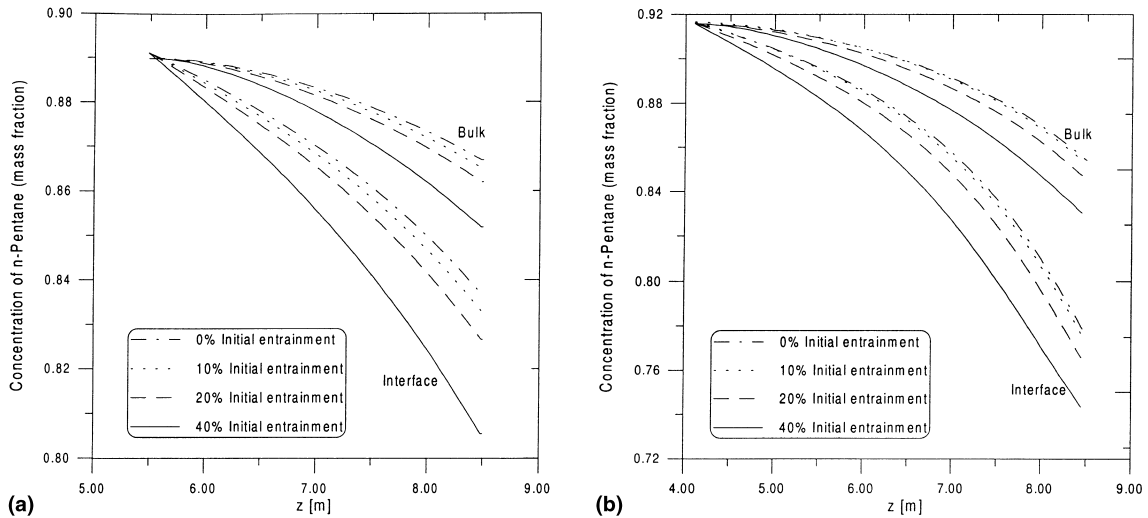 Concentration of n-Pentane (mass fraction)
0.90
0.88
0.86
0.84
0.82
0.80
Bulk
Interface
0% Initial entrainment
10% Initial entrainment
20% Initial entrainment
40% Initial entrainment
5.00 6.00 7.00 8.00 9.00
z [m]
(a)
Concentration of n-Pentane (mass fraction)
0.92
0.88
0.84
0.80
0.76
0.72
Bulk
Interface
0% Initial entrainment
10% Initial entrainment
20% Initial entrainment
40% Initial entrainment
4.00 5.00 6.00 7.00 8.00 9.00
z [m]
(b)